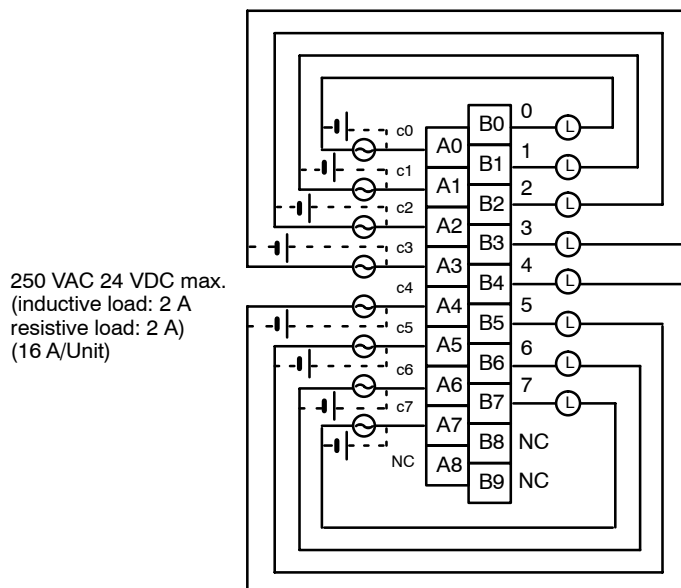 0
c0
B0
L
A0
1
c1
B1
L
A1
2
c2
B2
L
A2
3
c3
B3
L
A3
4
c4
B4
L
250 VAC 24 VDC max.
(inductive load: 2 A
resistive load: 2 A)
(16 A/Unit)
A4
5
c5
B5
L
A5
6
c6
B6
L
A6
7
c7
B7
L
A7
B8 NC
NC
A8
B9 NC